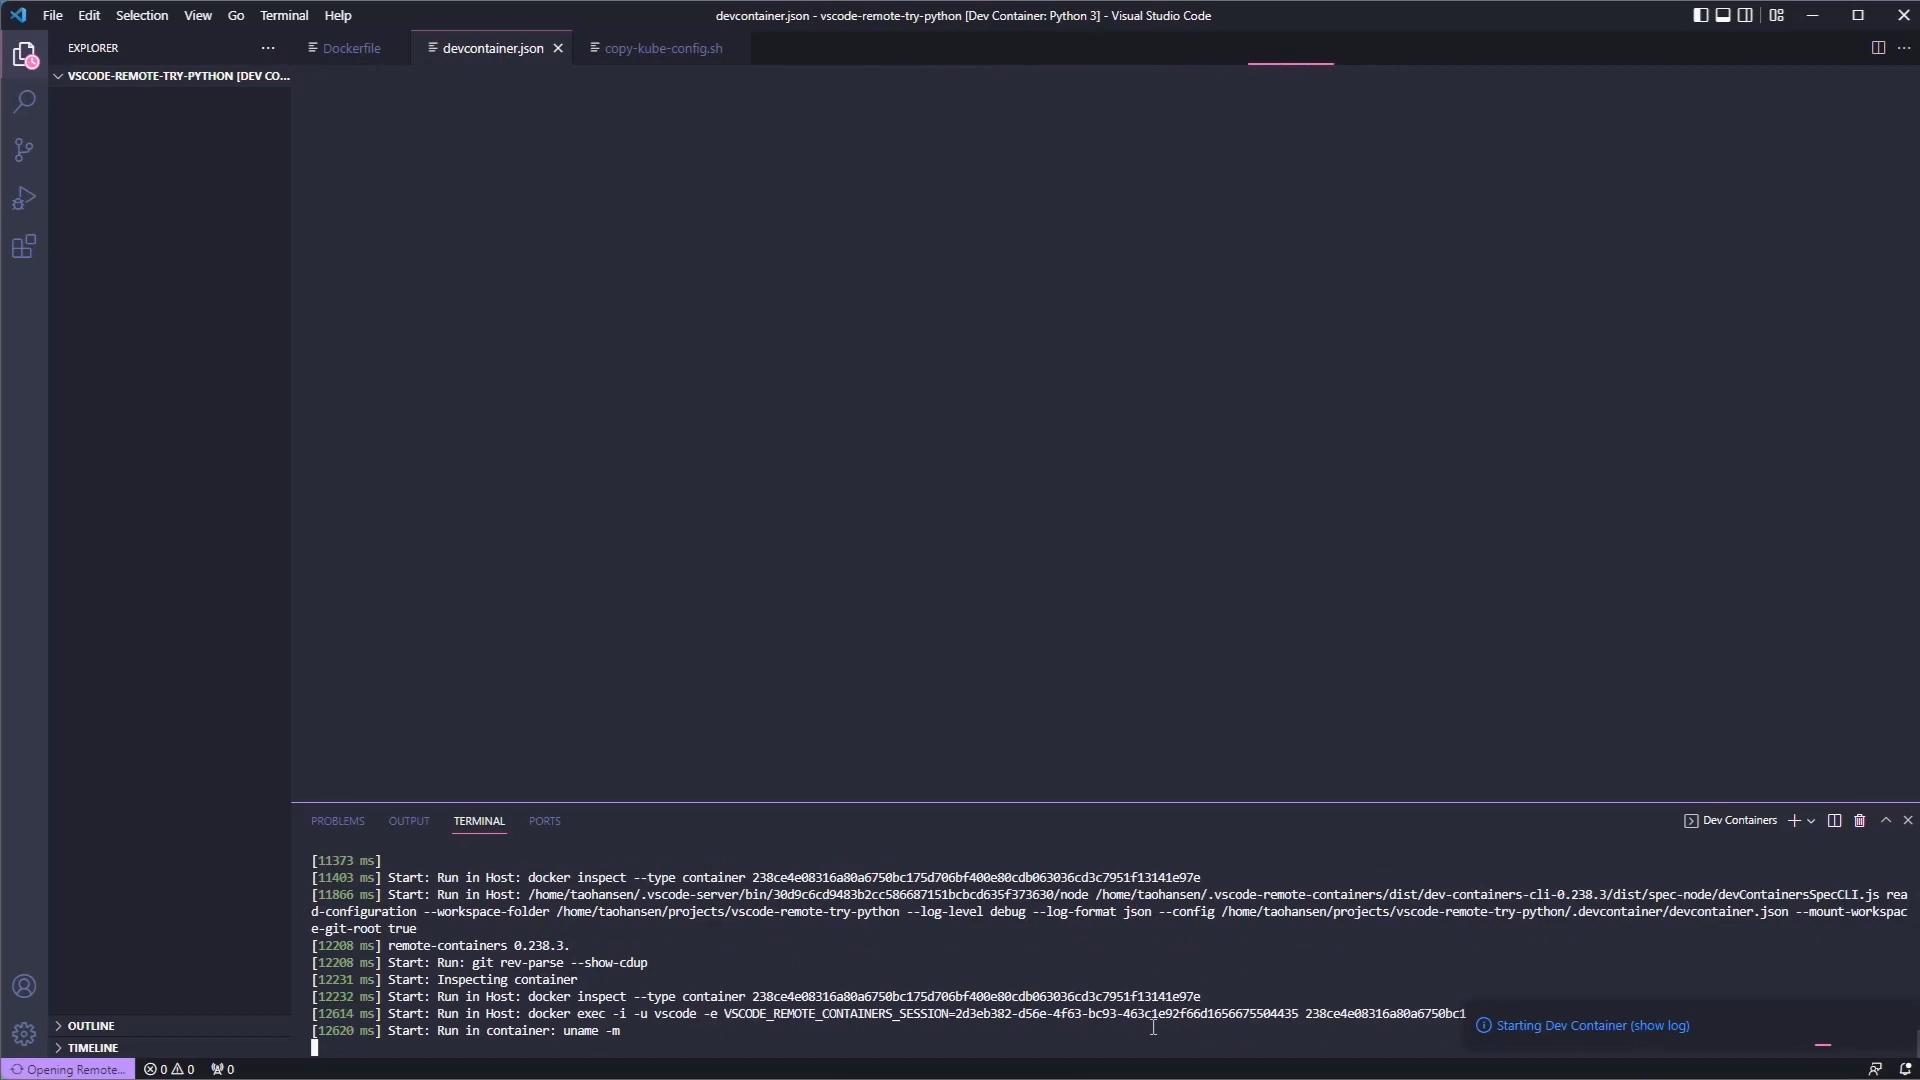 File Edit Selection View Go Terminal Help
devcontainer.json - vscode-remote-try-python [Dev Container: Python 3] - Visual Studio Code
EXPLORER
Dockerfile
devcontainer.json
copy-kube-config.sh
VSCODE-REMOTE-TRY-PYTHON [DEV CO...
PROBLEMS OUTPUT TERMINAL PORTS
Dev Containers
[11373 ms]
[11403 ms] Start: Run in Host: docker inspect --type container 238ce4e08316a80a6750bc175d706bf400e80cdb063036cd3c7951f13141e97e
[11866 ms] Start: Run in Host: /home/taohansen/.vscode-server/bin/30d9c6cd9483b2cc586687151bcbcd635f373630/node /home/taohansen/.vscode-remote-containers/dist/dev-containers-cli-0.238.3/dist/spec-node/devContainersSpecCLI.js rea
d-configuration --workspace-folder /home/taohansen/projects/vscode-remote-try-python --log-level debug --log-format json --config /home/taohansen/projects/vscode-remote-try-python/.devcontainer/devcontainer.json --mount-workspac
e-git-root true
[12208 ms] remote-containers 0.238.3.
[12208 ms] Start: Run: git rev-parse --show-cdup
[12231 ms] Start: Inspecting container
[12232 ms] Start: Run in Host: docker inspect --type container 238ce4e08316a80a6750bc175d706bf400e80cdb063036cd3c7951f13141e97e
[12614 ms] Start: Run in Host: docker exec -i -u vscode -e VSCODE_REMOTE_CONTAINERS_SESSION=2d3eb382-d56e-4f63-bc93-463c1e92f66d1656675504435 238ce4e08316a80a6750bc1
[12620 ms] Start: Run in container: uname -m
OUTLINE
TIMELINE
Starting Dev Container (show log)
Opening Remote... 0 0 0